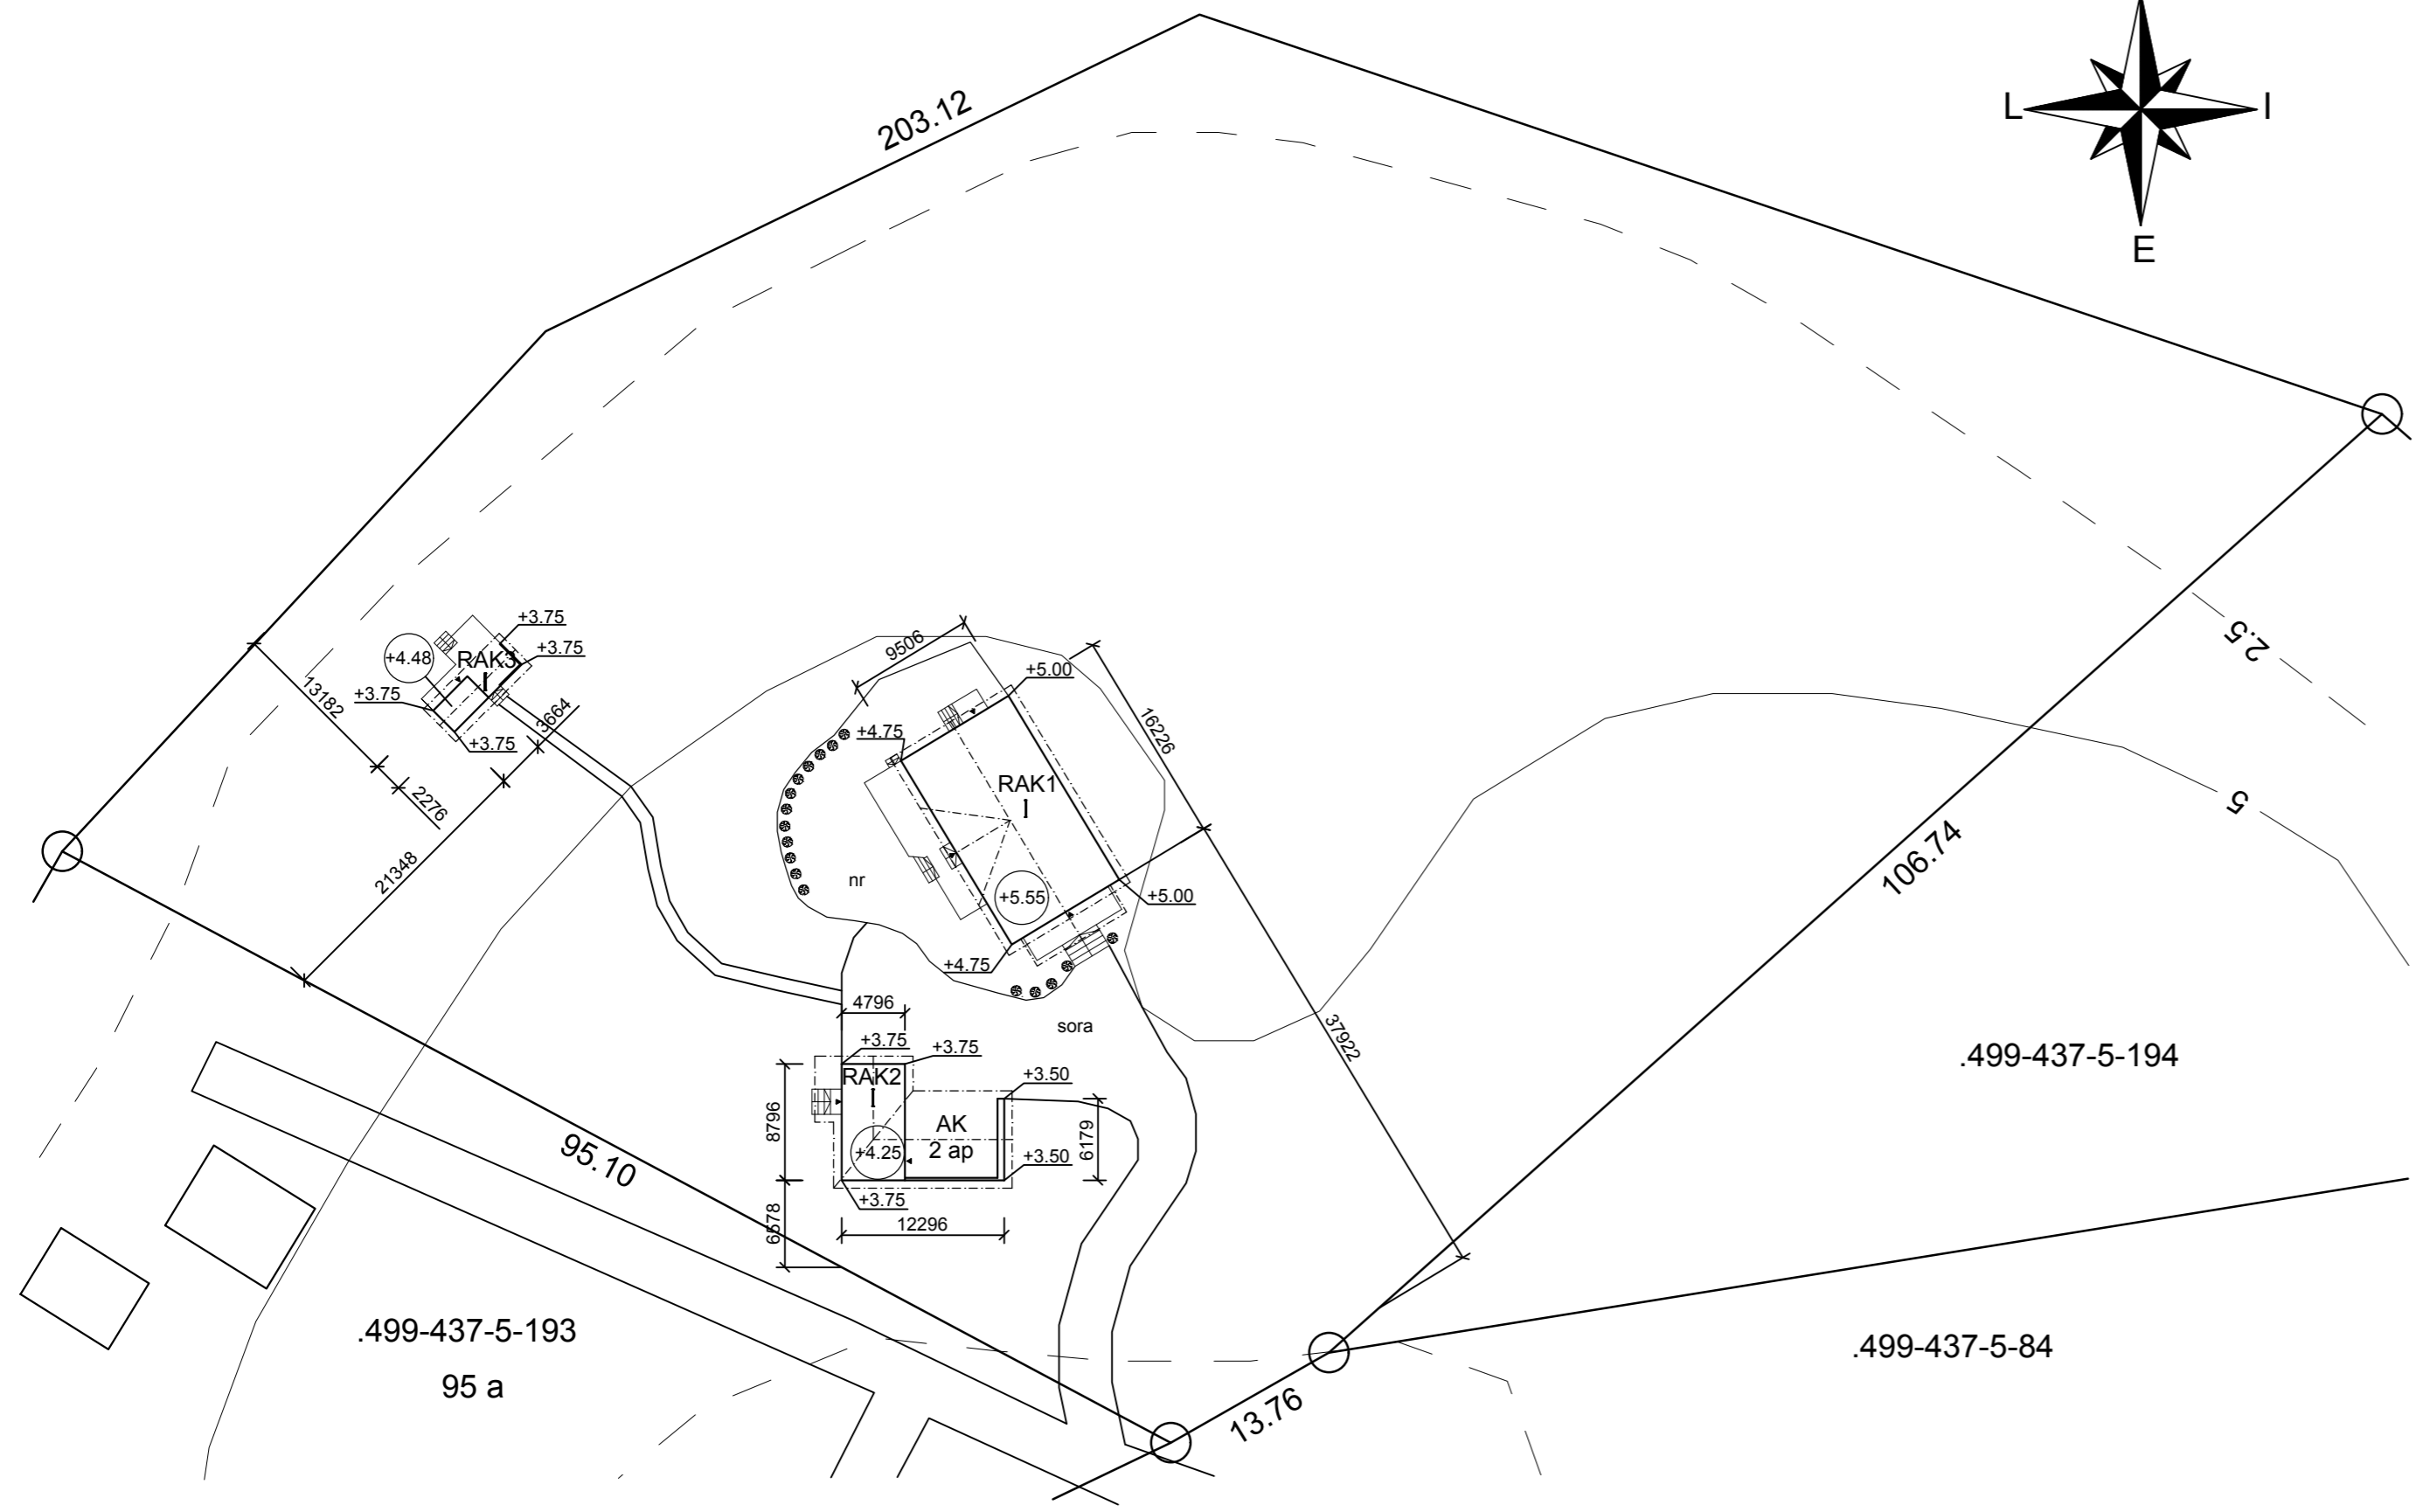 203.12
L
I
E
+3.75
+3.75
+4.48
RAK3
I
+3.75
+3.75
13182
3664
2276
21348
9506
+5.00
16226
+4.75
RAK1
I
+5.55
+5.00
+4.75
nr
2.5
5
106.74
37922
sora
4796
+3.75
+3.75
RAK2
I
+3.50
AK
2 ap
8796
+4.25
6179
+3.50
+3.75
12296
95.10
.499-437-5-194
.499-437-5-193
95 a
.499-437-5-84
13.76